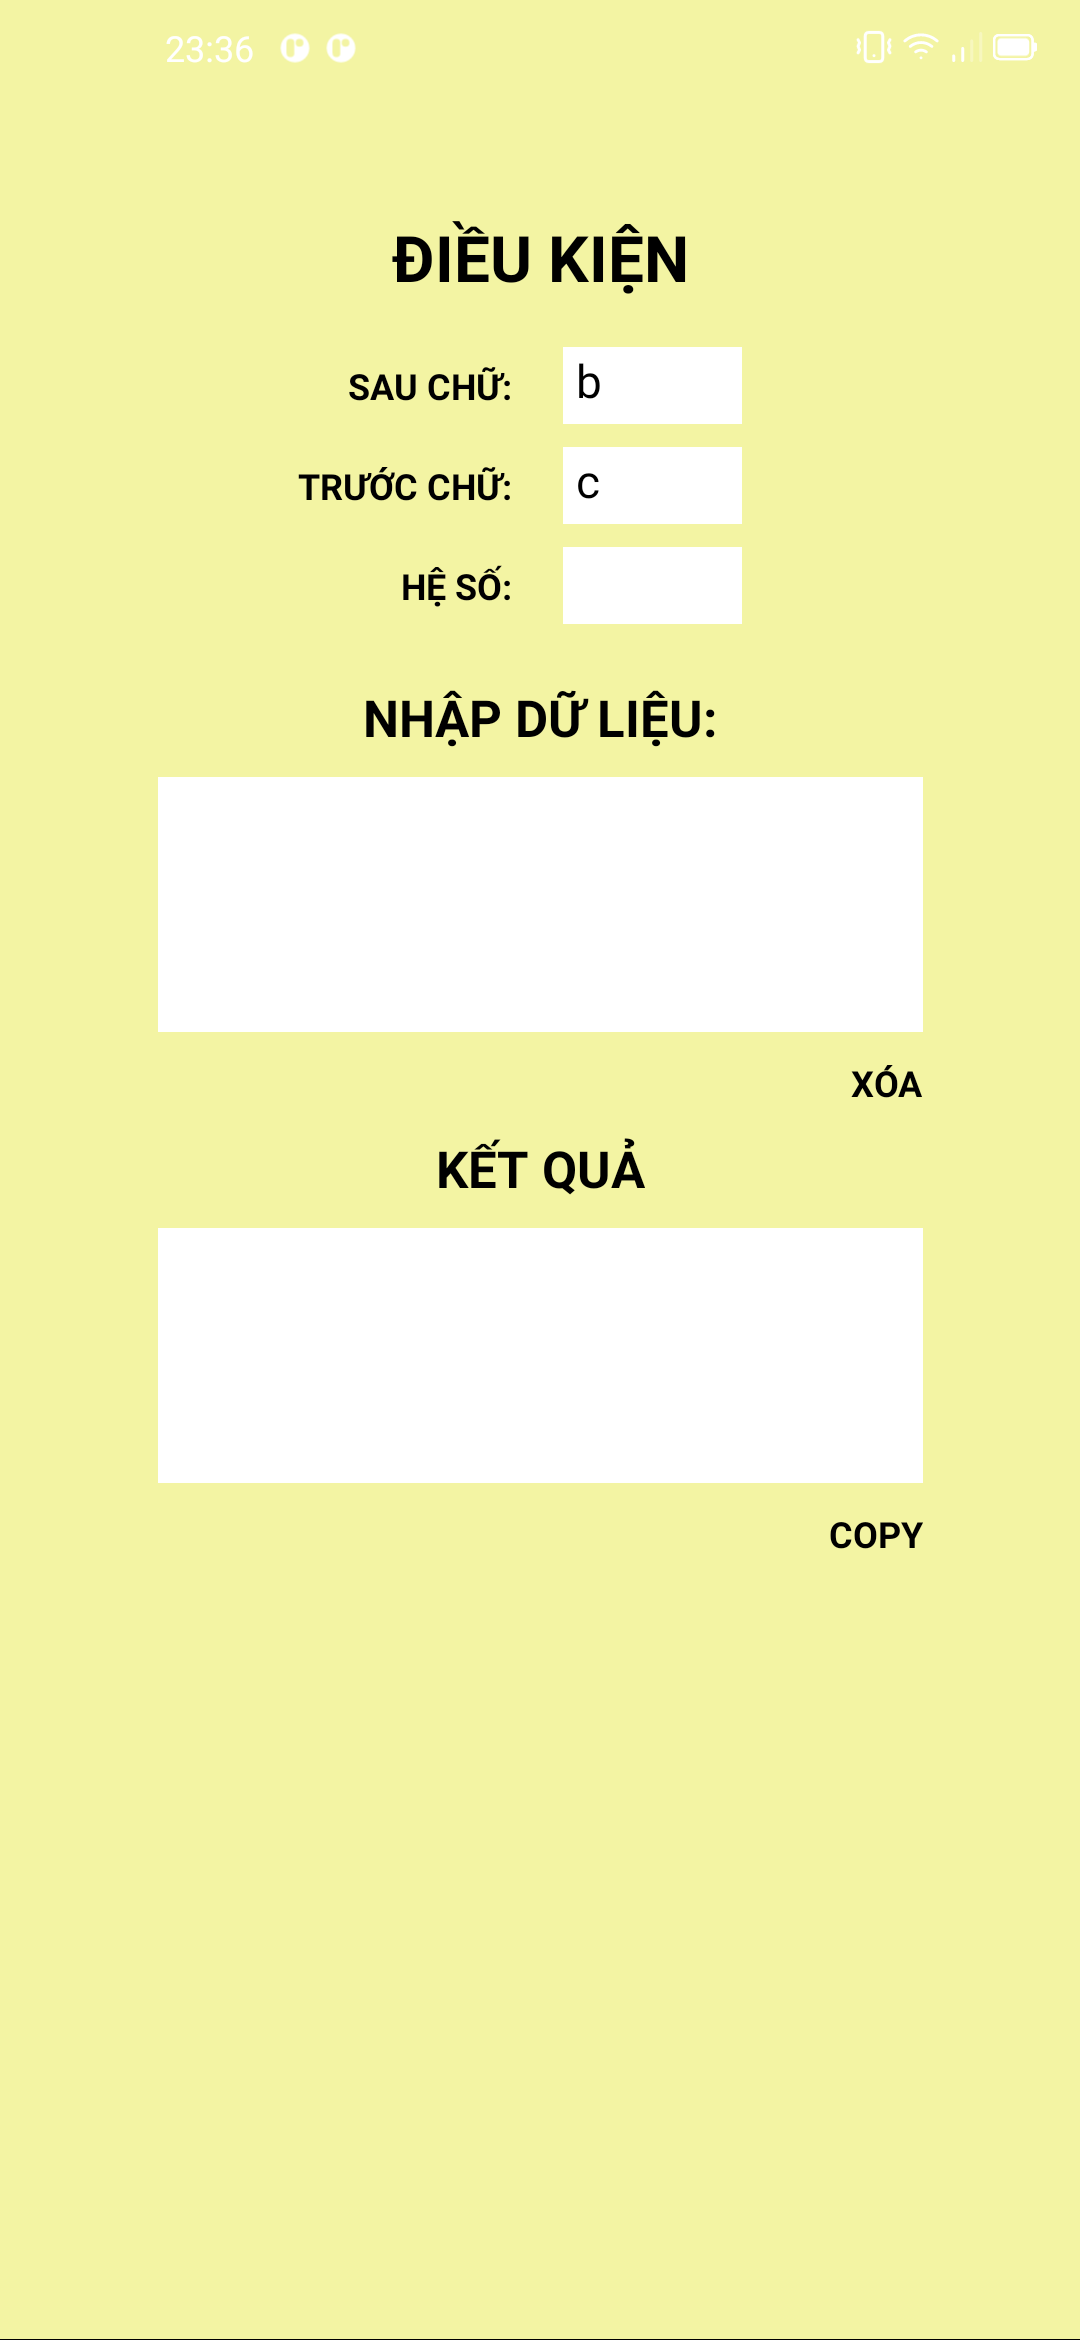 23:36
ĐIỀU KIỆN
SAU CHỮ: b
TRƯỚC CHỮ: c
HỆ SỐ:
NHẬP DỮ LIỆU:
XÓA
KẾT QUẢ
COPY